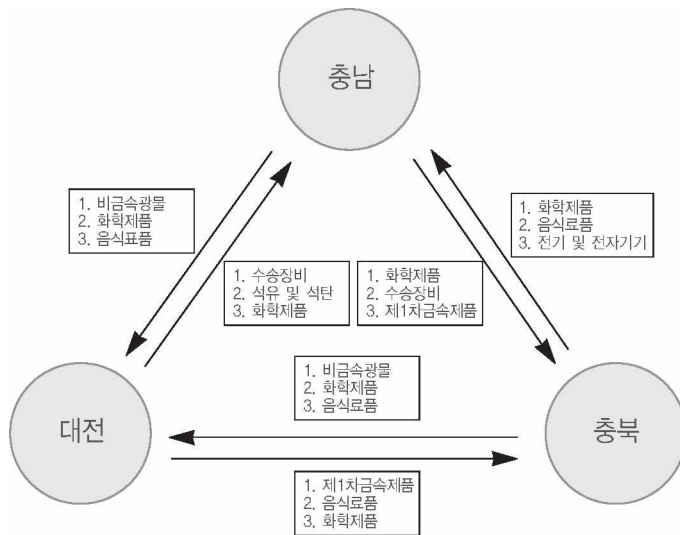 충남
1. 비금속광물
2. 화학제품
3. 음식표품
1. 화학제품
2. 음식료품
3. 전기 및 전자기기
1. 수송장비
2. 석유 및 석탄
3. 화학제품
1. 화학제품
2. 수송장비
3. 제1차금속제품
1. 비금속광물
2. 화학제품
3. 음식료품
대전
충북
1. 제1차금속제품
2. 음식료품
3. 화학제품